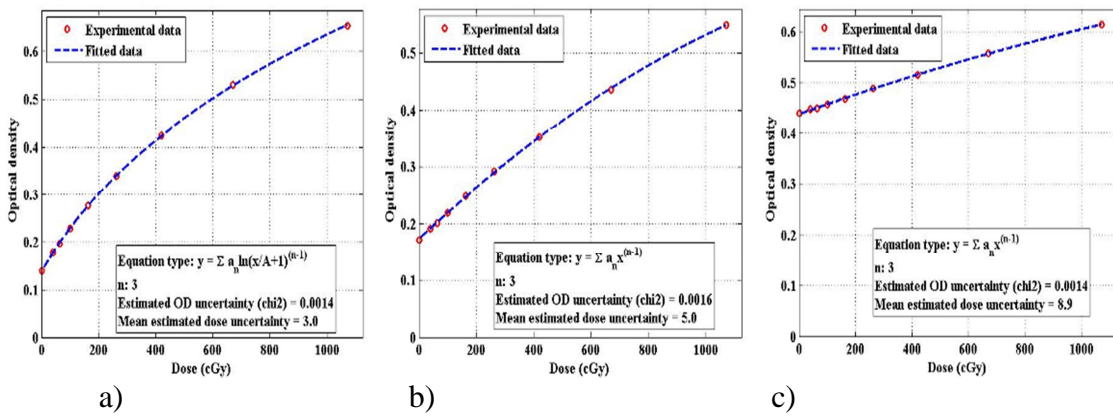 Experimental data
Fitted data
0.6
0.5
0.4
0.3
0.2
0.1
0
Optical density
Equation type: y = Σ aₙln(x/A+1)⁽ⁿ⁻¹⁾
n: 3
Estimated OD uncertainty (chi2) = 0.0014
Mean estimated dose uncertainty = 3.0
0 200 400 600 800 1000
Dose (cGy)
a)
Experimental data
Fitted data
0.5
0.4
0.3
0.2
0.1
0
Optical density
Equation type: y = Σ aₙx⁽ⁿ⁻¹⁾
n: 3
Estimated OD uncertainty (chi2) = 0.0016
Mean estimated dose uncertainty = 5.0
0 200 400 600 800 1000
Dose (cGy)
b)
Experimental data
Fitted data
0.6
0.5
0.4
0.3
0.2
0.1
0
Optical density
Equation type: y = Σ aₙx⁽ⁿ⁻¹⁾
n: 3
Estimated OD uncertainty (chi2) = 0.0014
Mean estimated dose uncertainty = 8.9
0 200 400 600 800 1000
Dose (cGy)
c)